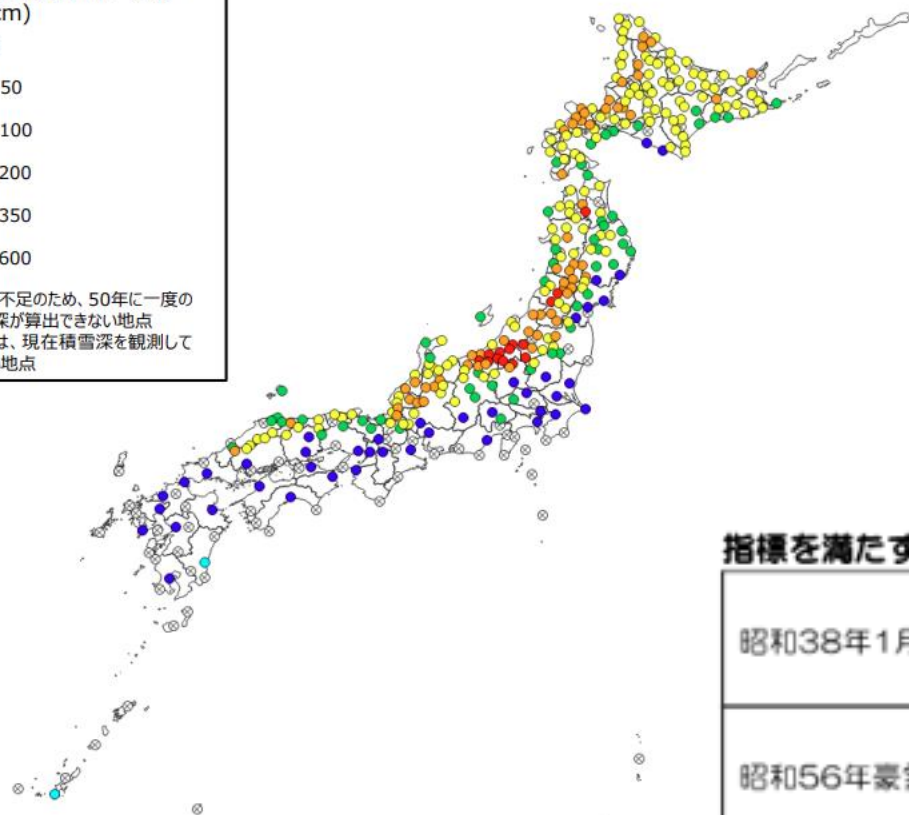 cm)
50
100
200
350
600
不足のため、50年に一度の
深が算出できない地点
は、現在積雪深を観測して
地点
指標を満たす
昭和38年1月
昭和56年豪雪